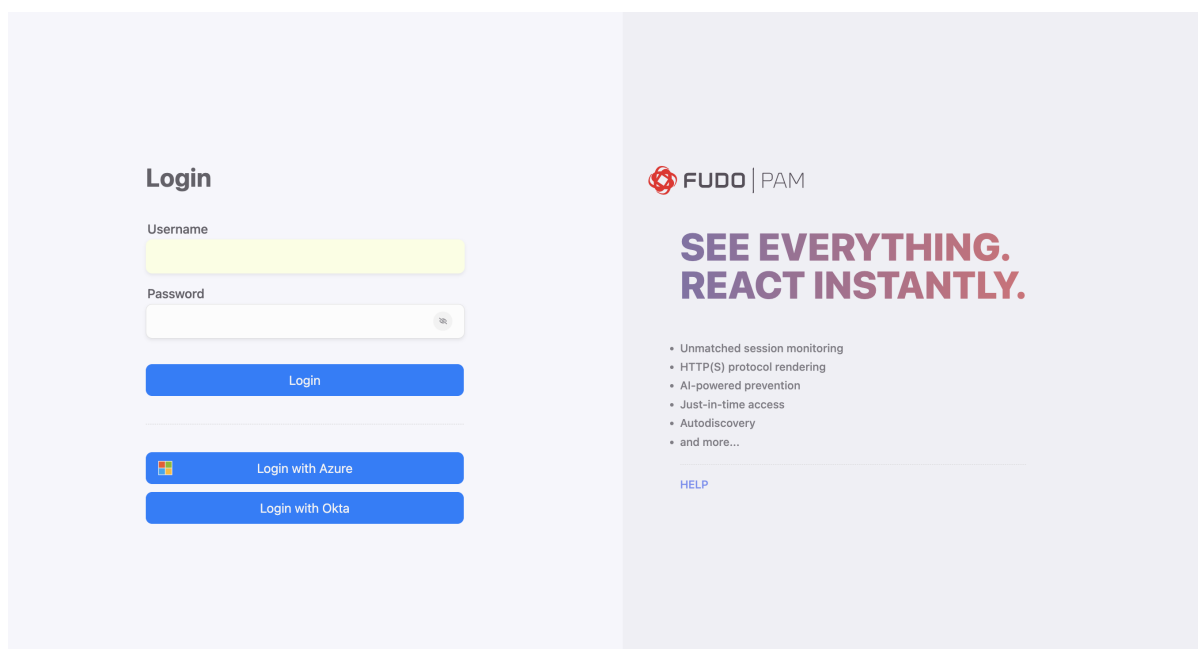 Login
Username
Password
Login
Login with Azure
Login with Okta
FUDO | PAM
SEE EVERYTHING.
REACT INSTANTLY.
• Unmatched session monitoring
• HTTP(S) protocol rendering
• AI-powered prevention
• Just-in-time access
• Autodiscovery
• and more...
HELP